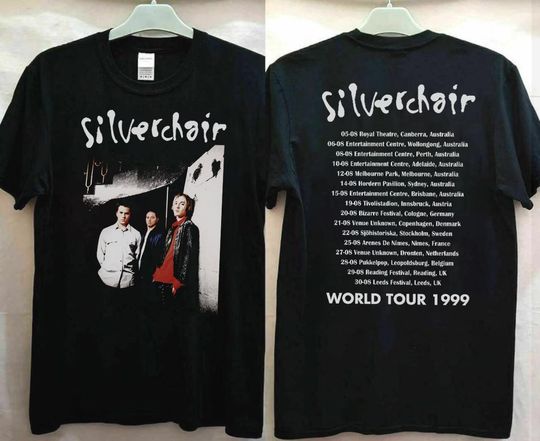 silverchair
silverchair
05-08 Royal Theatre, Canberra, Australia
06-08 Entertainment Centre, Wollongong, Australia
08-08 Entertainment Centre, Perth, Australia
10-08 Entertainment Centre, Adelaide, Australia
12-08 Melbourne Park, Melbourne, Australia
14-08 Hordern Pavilion, Sydney, Australia
15-08 Entertainment Centre, Brisbane, Australia
19-08 Tivolistadion, Innsbruck, Austria
20-08 Bizarre Festival, Cologne, Germany
21-08 Venue Unknown, Copenhagen, Denmark
22-08 Sjöhistoriska, Stockholm, Sweden
25-08 Arenes De Nimes, Nimes, France
27-08 Venue Unknown, Dronten, Netherlands
28-08 Pukkelpop, Leopoldsburg, Belgium
29-08 Reading Festival, Reading, UK
30-08 Leeds Festival, Leeds, UK
WORLD TOUR 1999